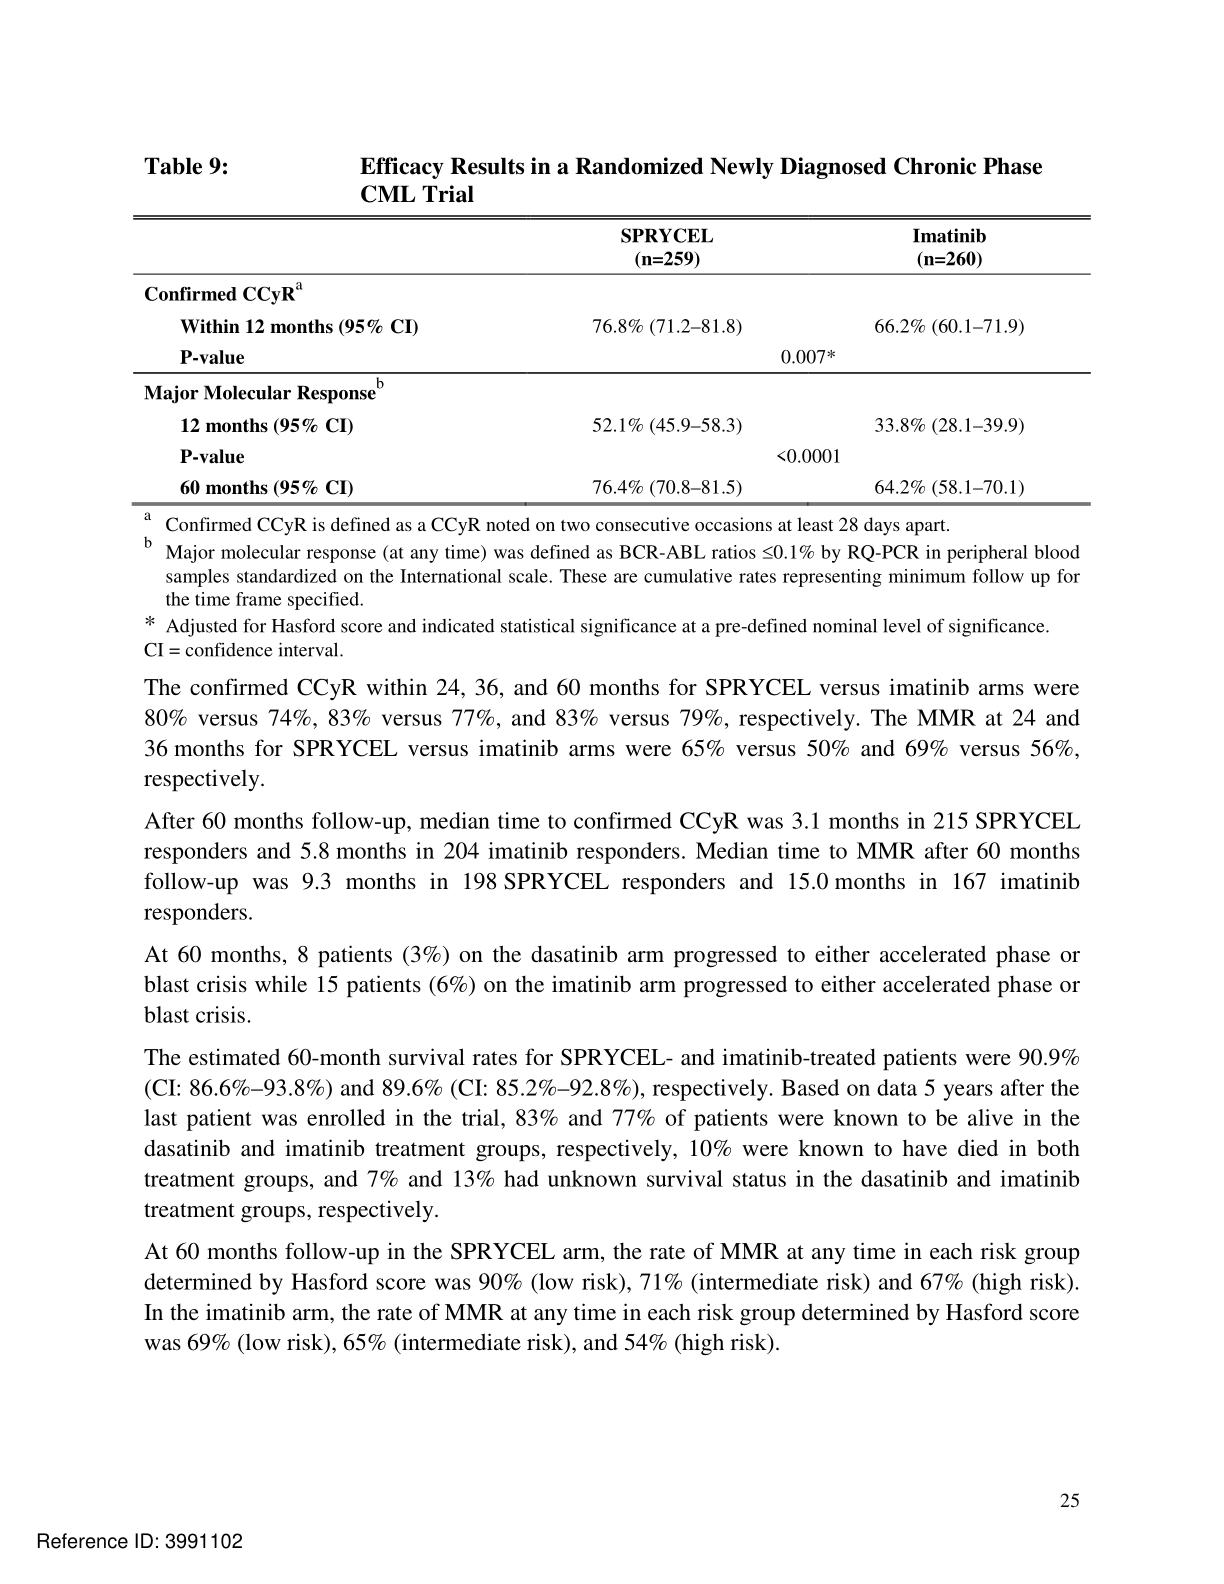 Table 9: Efficacy Results in a Randomized Newly Diagnosed Chronic Phase
CML Trial
SPRYCEL Imatinib
(n=259) (n=260)
Confirmed CCyRa
Within 12 months (95% CI) 76.8% (71.2–81.8) 66.2% (60.1–71.9)
P-value 0.007*
Major Molecular Responseb
12 months (95% CI) 52.1% (45.9–58.3) 33.8% (28.1–39.9)
P-value <0.0001
60 months (95% CI) 76.4% (70.8–81.5) 64.2% (58.1–70.1)
a Confirmed CCyR is defined as a CCyR noted on two consecutive occasions at least 28 days apart.
b Major molecular response (at any time) was defined as BCR-ABL ratios ≤0.1% by RQ-PCR in peripheral blood
samples standardized on the International scale. These are cumulative rates representing minimum follow up for
the time frame specified.
* Adjusted for Hasford score and indicated statistical significance at a pre-defined nominal level of significance.
CI = confidence interval.
The confirmed CCyR within 24, 36, and 60 months for SPRYCEL versus imatinib arms were
80% versus 74%, 83% versus 77%, and 83% versus 79%, respectively. The MMR at 24 and
36 months for SPRYCEL versus imatinib arms were 65% versus 50% and 69% versus 56%,
respectively.
After 60 months follow-up, median time to confirmed CCyR was 3.1 months in 215 SPRYCEL
responders and 5.8 months in 204 imatinib responders. Median time to MMR after 60 months
follow-up was 9.3 months in 198 SPRYCEL responders and 15.0 months in 167 imatinib
responders.
At 60 months, 8 patients (3%) on the dasatinib arm progressed to either accelerated phase or
blast crisis while 15 patients (6%) on the imatinib arm progressed to either accelerated phase or
blast crisis.
The estimated 60-month survival rates for SPRYCEL- and imatinib-treated patients were 90.9%
(CI: 86.6%–93.8%) and 89.6% (CI: 85.2%–92.8%), respectively. Based on data 5 years after the
last patient was enrolled in the trial, 83% and 77% of patients were known to be alive in the
dasatinib and imatinib treatment groups, respectively, 10% were known to have died in both
treatment groups, and 7% and 13% had unknown survival status in the dasatinib and imatinib
treatment groups, respectively.
At 60 months follow-up in the SPRYCEL arm, the rate of MMR at any time in each risk group
determined by Hasford score was 90% (low risk), 71% (intermediate risk) and 67% (high risk).
In the imatinib arm, the rate of MMR at any time in each risk group determined by Hasford score
was 69% (low risk), 65% (intermediate risk), and 54% (high risk).
25
Reference ID: 3991102